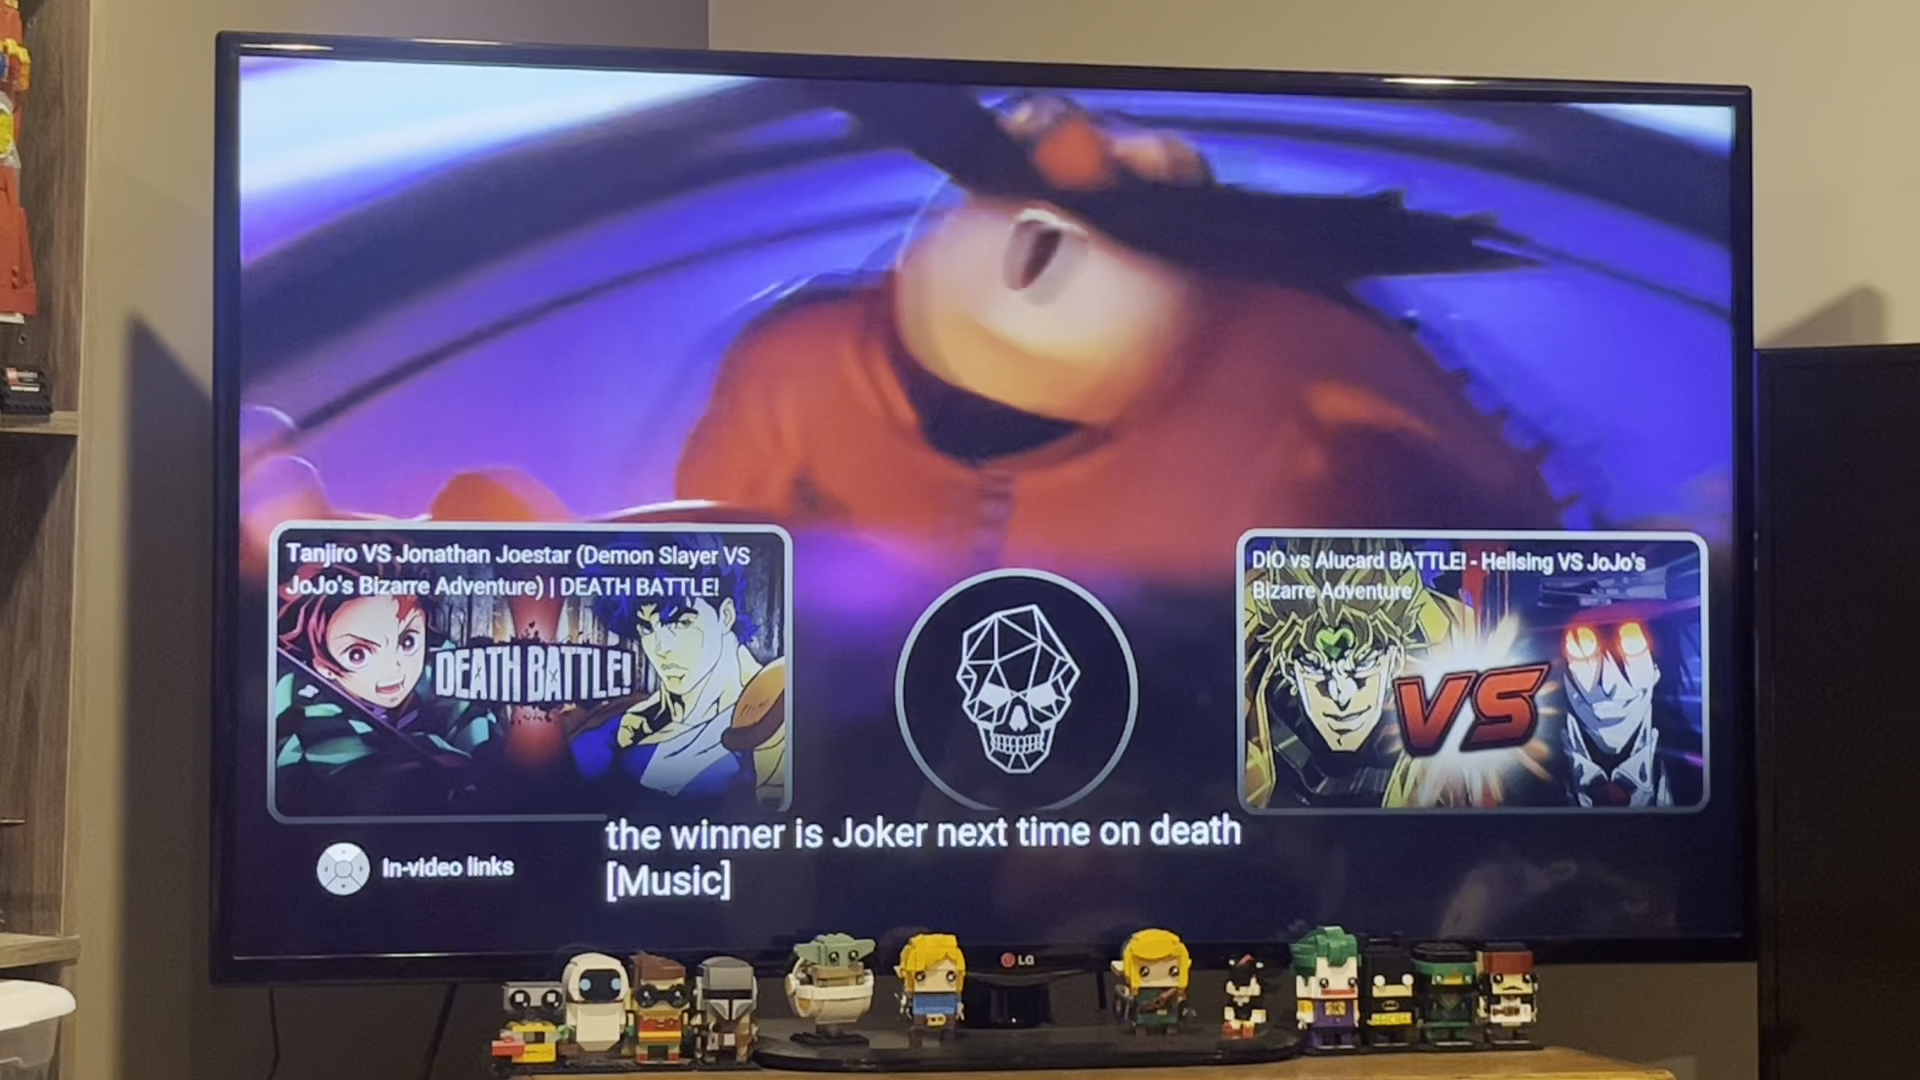 Tanjiro VS Jonathan Joestar (Demon Slayer VS
JoJo's Bizarre Adventure) | DEATH BATTLE!
DEATH BATTLE!
DIO vs Alucard BATTLE! - Hellsing VS JoJo's
Bizarre Adventure
VS
the winner is Joker next time on death
[Music]
In-video links
LG